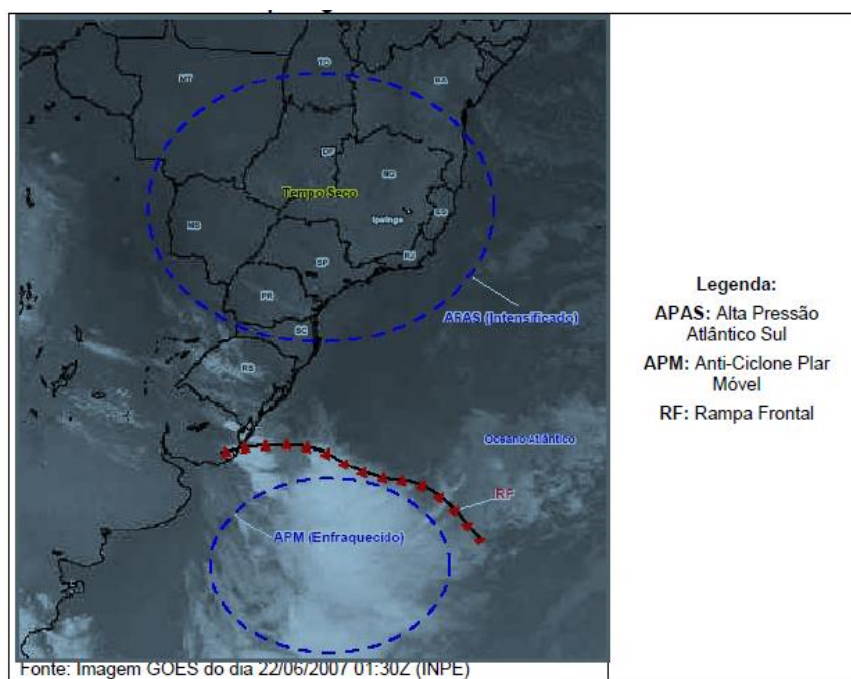 MT
TO
BA
DF
MG
Tempo Seco
Ipatinga
ES
MS
SP
RJ
PR
APAS (Intensificado)
SC
RS
Oceano Atlântico
RF
APM (Enfraquecido)
Fonte: Imagem GOES do dia 22/06/2007 01:30Z (INPE)
Legenda:
APAS: Alta Pressão
Atlântico Sul
APM: Anti-Ciclone Plar
Móvel
RF: Rampa Frontal